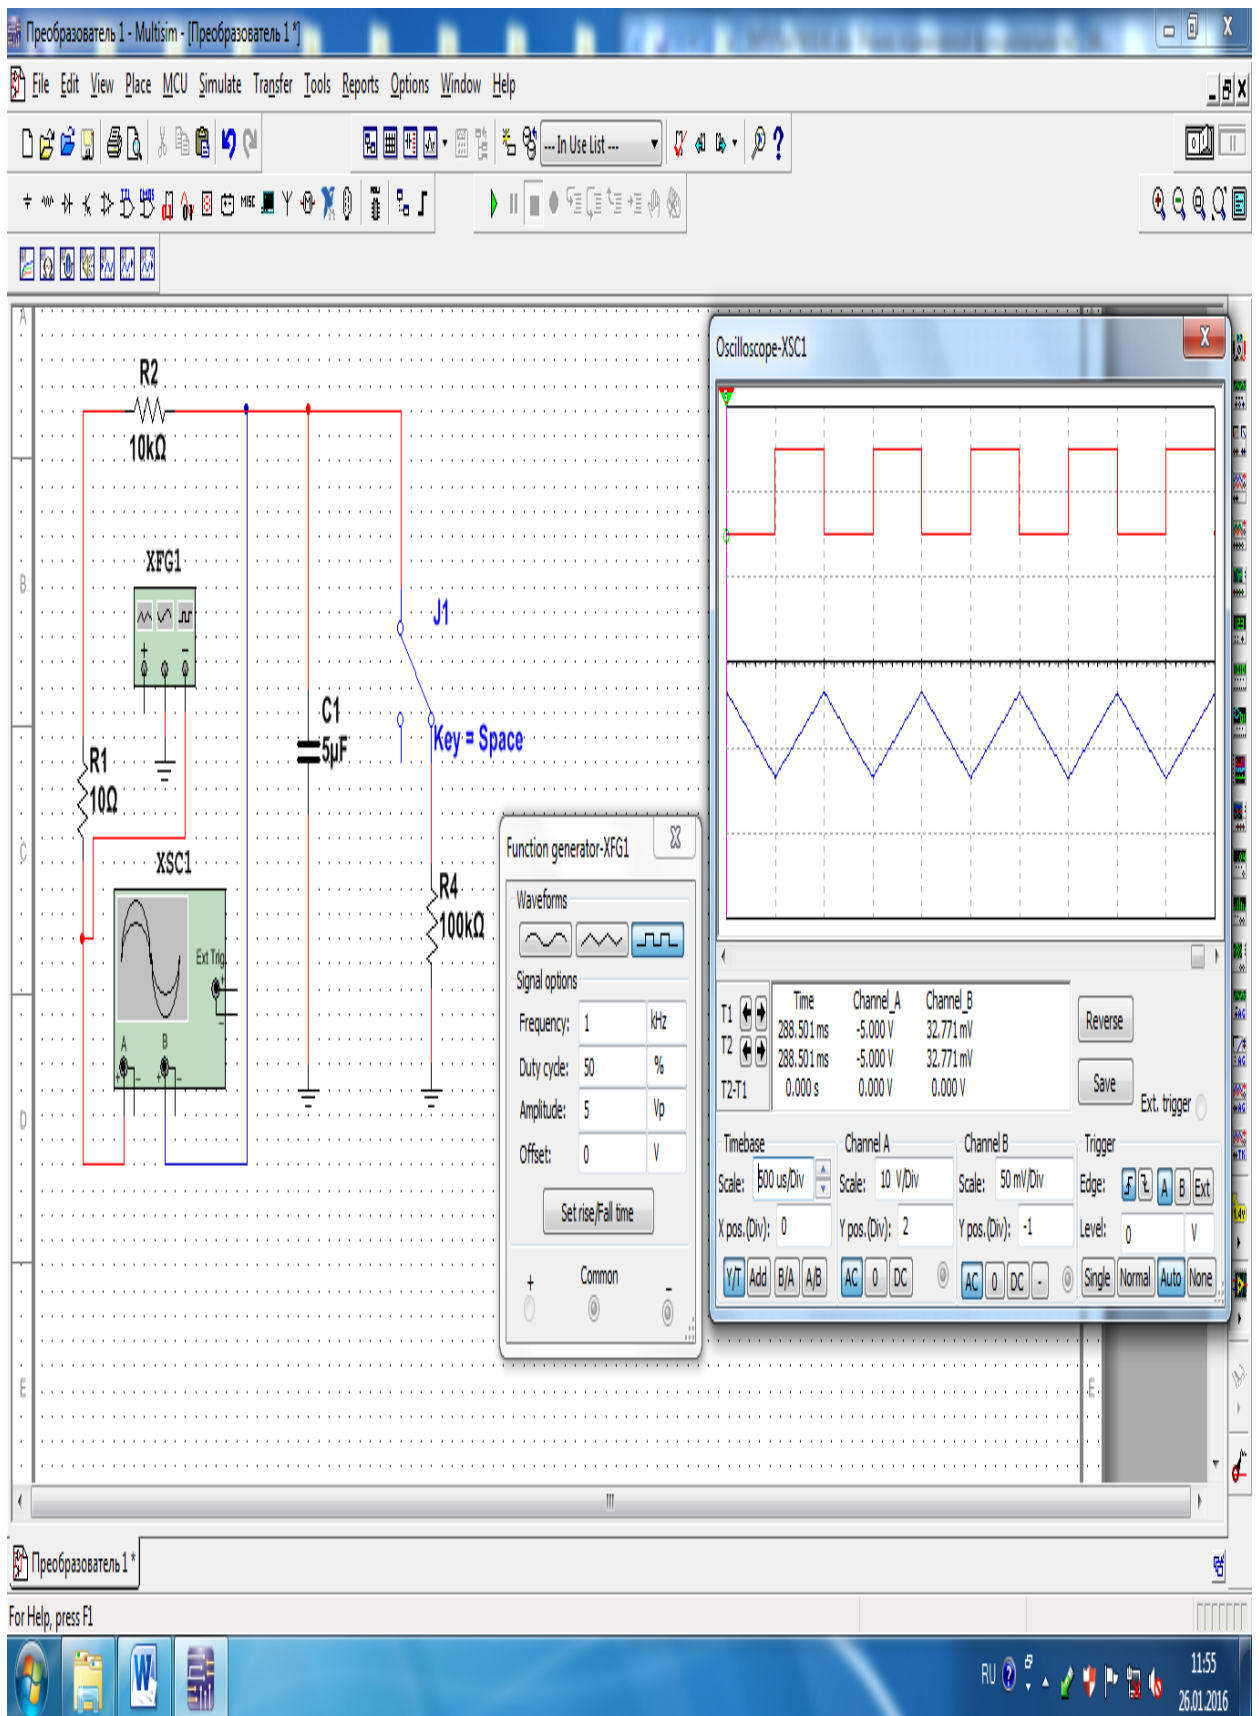 Преобразователь 1 - Multisim - [Преобразователь 1 *]
File Edit View Place MCU Simulate Transfer Tools Reports Options Window Help
--- In Use List ---
TTL CMOS MISC
A
R2
10kΩ
XFG1
B
J1
C1
5µF
Key = Space
R1
10Ω
C
XSC1
R4
100kΩ
Ext Trig
A B
D
E
E
Oscilloscope-XSC1
Time Channel_A Channel_B
T1 288.501 ms -5.000 V 32.771 mV
T2 288.501 ms -5.000 V 32.771 mV
T2-T1 0.000 s 0.000 V 0.000 V
Reverse
Save
Ext. trigger
Timebase
Scale: 500 us/Div
X pos.(Div): 0
Y/T Add B/A A/B
Channel A
Scale: 10 V/Div
Y pos.(Div): 2
AC 0 DC
Channel B
Scale: 50 mV/Div
Y pos.(Div): -1
AC 0 DC -
Trigger
Edge: A B Ext
Level: 0 V
Single Normal Auto None
Function generator-XFG1
Waveforms
Signal options
Frequency: 1 kHz
Duty cycle: 50 %
Amplitude: 5 Vp
Offset: 0 V
Set rise/Fall time
+ Common -
Преобразователь 1 *
For Help, press F1
RU
11:55
26.01.2016